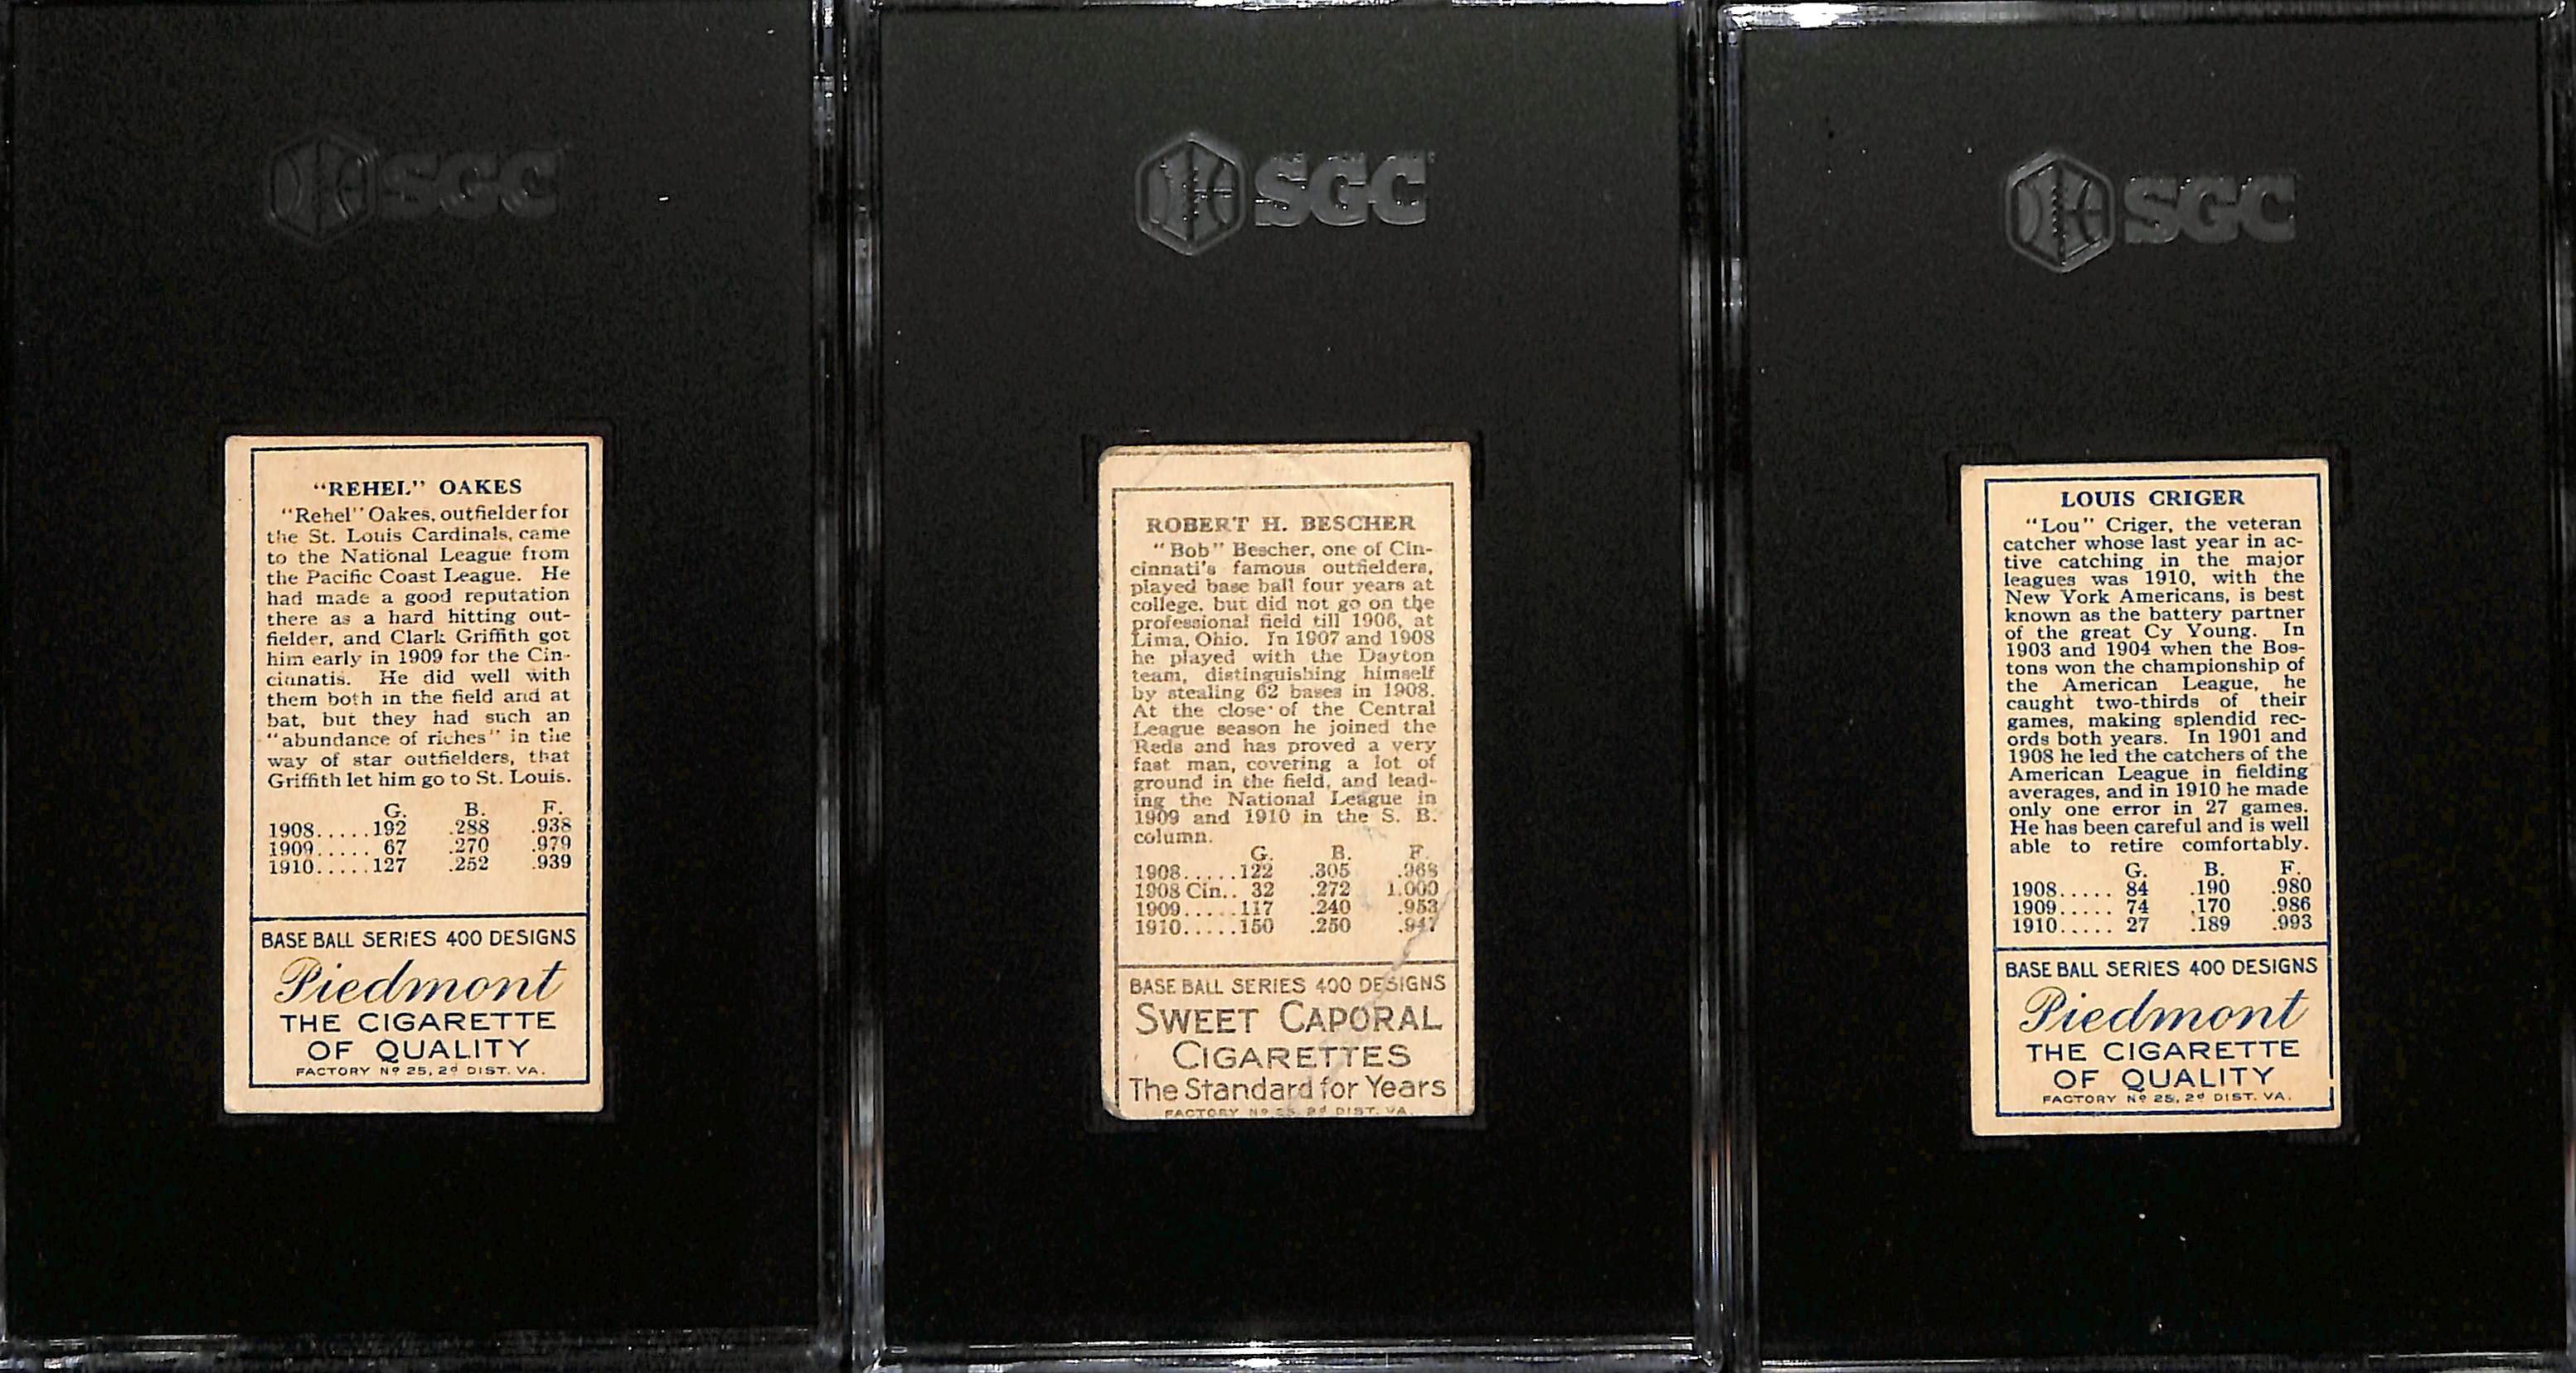 SGC
"REHEL" OAKES
"Rehel" Oakes, outfielder for
the St. Louis Cardinals, came
to the National League from
the Pacific Coast League. He
had made a good reputation
there as a hard hitting out-
fielder, and Clark Griffith got
him early in 1909 for the Cin-
cinnatis. He did well with
them both in the field and at
bat, but they had such an
"abundance of riches" in the
way of star outfielders, that
Griffith let him go to St. Louis.
G. B. F.
1908.....192 .288 .938
1909..... 67 .270 .979
1910.....127 .252 .939
BASE BALL SERIES 400 DESIGNS
Piedmont
THE CIGARETTE
OF QUALITY
FACTORY Nº 25, 2d DIST. VA.
SGC
ROBERT H. BESCHER
"Bob" Bescher, one of Cin-
cinnati's famous outfielders,
played base ball four years at
college, but did not go on the
professional field till 1906, at
Lima, Ohio. In 1907 and 1908
he played with the Dayton
team, distinguishing himself
by stealing 62 bases in 1908.
At the close of the Central
League season he joined the
Reds and has proved a very
fast man, covering a lot of
ground in the field, and lead-
ing the National League in
1909 and 1910 in the S. B.
column.
G. B. F.
1908.....122 .305 .968
1908 Cin.. 32 .272 1.000
1909.....117 .240 .953
1910.....150 .250 .947
BASE BALL SERIES 400 DESIGNS
SWEET CAPORAL
CIGARETTES
The Standard for Years
FACTORY Nº 25, 2d DIST. VA.
SGC
LOUIS CRIGER
"Lou" Criger, the veteran
catcher whose last year in ac-
tive catching in the major
leagues was 1910, with the
New York Americans, is best
known as the battery partner
of the great Cy Young. In
1903 and 1904 when the Bos-
tons won the championship of
the American League, he
caught two-thirds of their
games, making splendid rec-
ords both years. In 1901 and
1908 he led the catchers of the
American League in fielding
averages, and in 1910 he made
only one error in 27 games.
He has been careful and is well
able to retire comfortably.
G. B. F.
1908..... 84 .190 .980
1909..... 74 .170 .986
1910..... 27 .189 .993
BASE BALL SERIES 400 DESIGNS
Piedmont
THE CIGARETTE
OF QUALITY
FACTORY Nº 25, 2d DIST. VA.